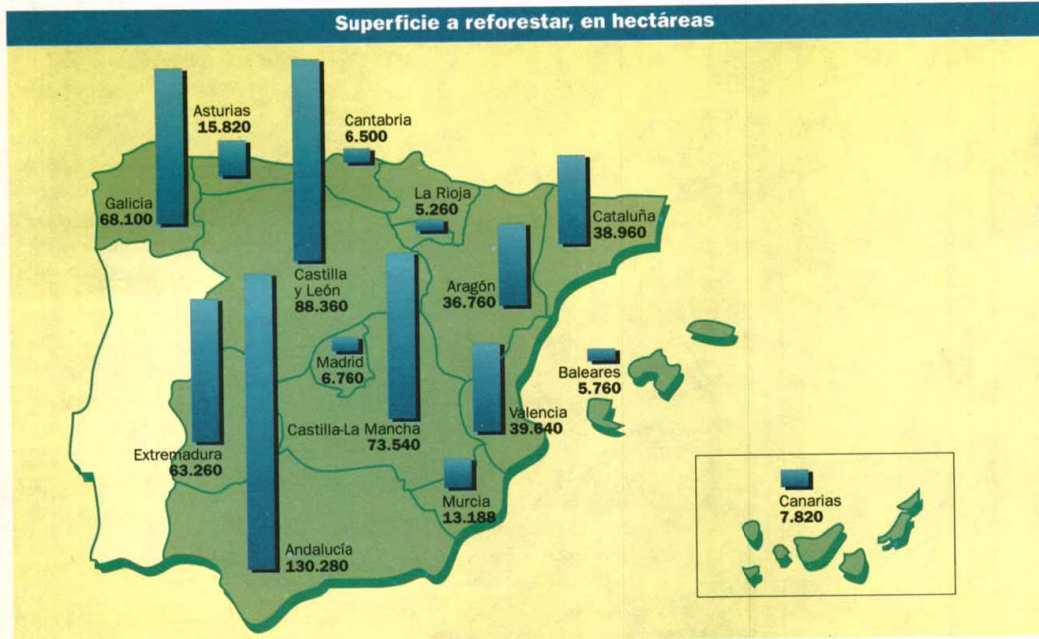 Superficie a reforestar, en hectáreas
Asturias
15.820
Cantabria
6.500
Galicia
68.100
La Rioja
5.260
Cataluña
38.960
Castilla
y León
88.360
Aragón
36.760
Madrid
6.760
Baleares
5.760
Castilla-La Mancha
73.540
Valencia
39.640
Extremadura
63.260
Murcia
13.188
Canarias
7.820
Andalucía
130.280